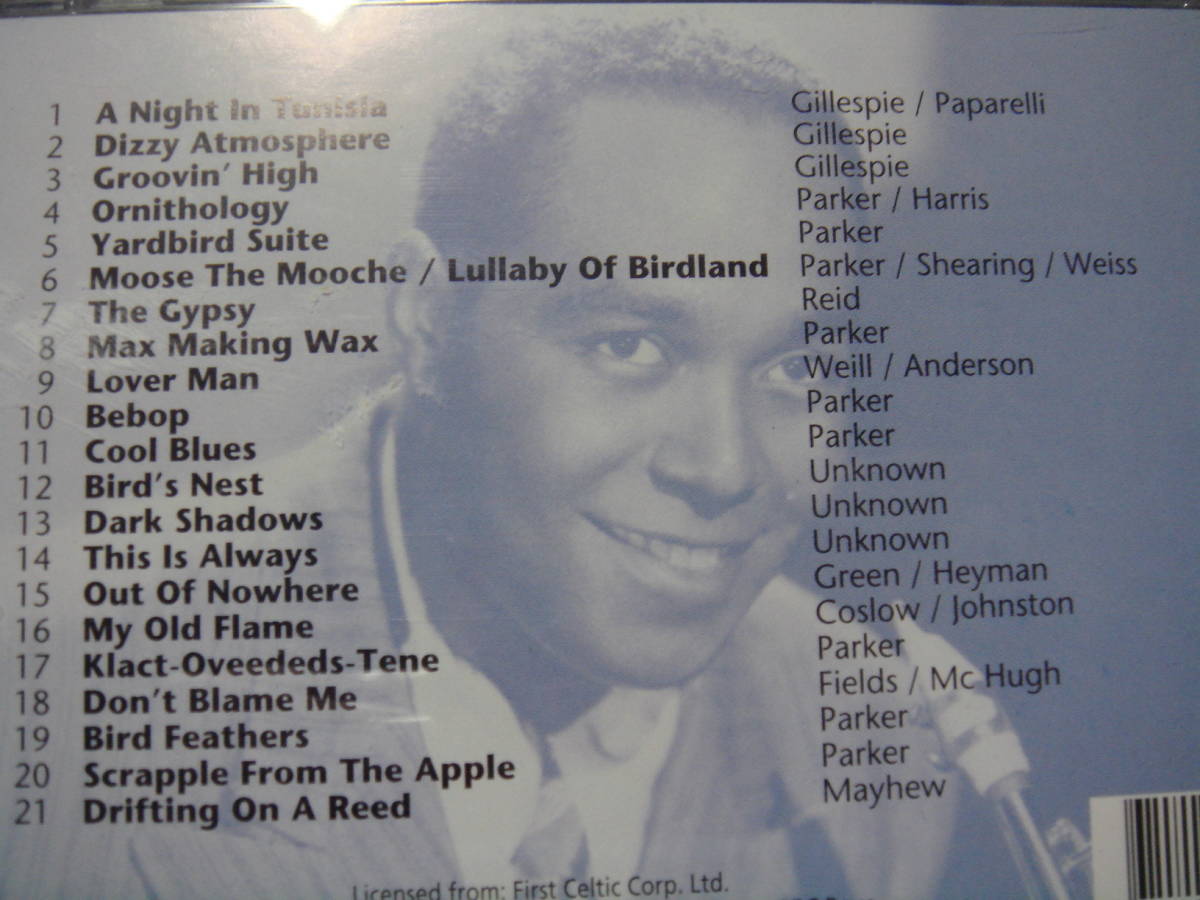 1 A Night In Tunisia Gillespie / Paparelli
2 Dizzy Atmosphere Gillespie
3 Groovin' High Gillespie
4 Ornithology Parker / Harris
5 Yardbird Suite Parker
6 Moose The Mooche / Lullaby Of Birdland Parker / Shearing / Weiss
7 The Gypsy Reid
8 Max Making Wax Parker
9 Lover Man Weill / Anderson
10 Bebop Parker
11 Cool Blues Parker
12 Bird's Nest Unknown
13 Dark Shadows Unknown
14 This Is Always Unknown
15 Out Of Nowhere Green / Heyman
16 My Old Flame Coslow / Johnston
17 Klact-Oveededs-Tene Parker
18 Don't Blame Me Fields / Mc Hugh
19 Bird Feathers Parker
20 Scrapple From The Apple Parker
21 Drifting On A Reed Mayhew
Licensed from: First Celtic Corp. Ltd.